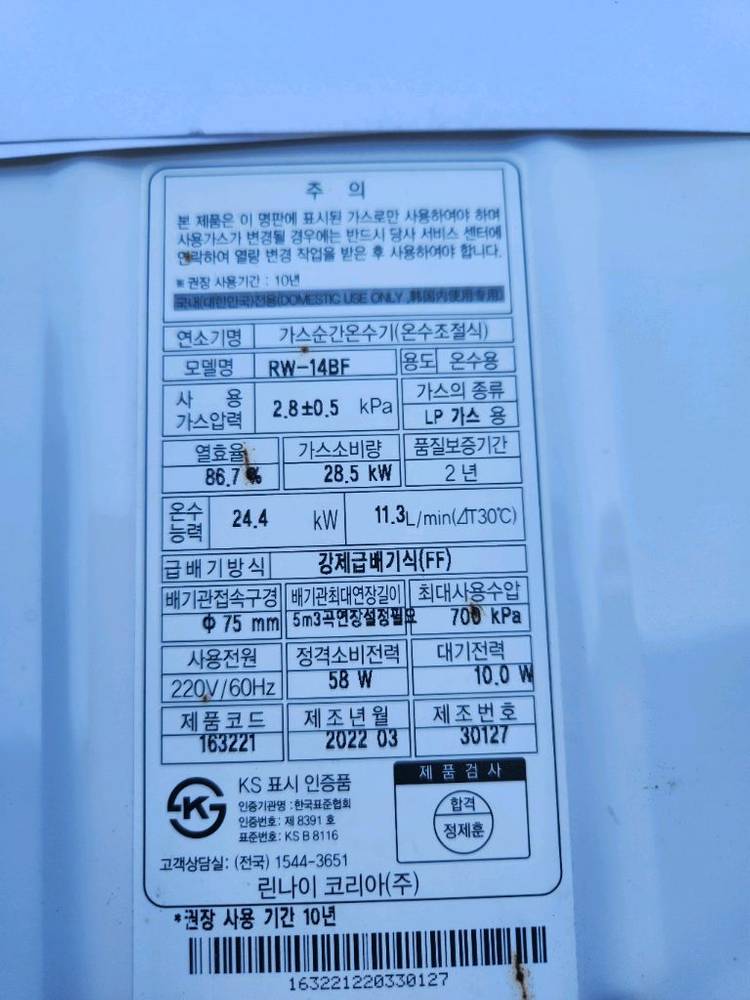 주 의
본 제품은 이 명판에 표시된 가스로만 사용하여야 하며
사용가스가 변경될 경우에는 반드시 당사 서비스 센터에
연락하여 열량 변경 작업을 받은 후 사용하여야 합니다.
※ 권장 사용기간 : 10년
국내(대한민국)전용(DOMESTIC USE ONLY ,韩国内使用专用)
연소기명 가스순간온수기(온수조절식)
모델명 RW-14BF 용도 온수용
사 용 가스압력 2.8±0.5 kPa 가스의 종류
LP 가스 용
열효율 가스소비량 품질보증기간
86.7 % 28.5 kW 2 년
온수 능력 24.4 kW 11.3L/min(⊿T30℃)
급배기방식 강제급배기식(FF)
배기관접속구경 배기관최대연장길이 최대사용수압
Φ 75 mm 5m3곡연장설정필요 700 kPa
사용전원 정격소비전력 대기전력
220V/60Hz 58 W 10.0 W
제품코드 제조년월 제조번호
163221 2022 03 30127
KS 표시 인증품
인증기관명 : 한국표준협회
인증번호: 제 8391 호
표준번호: KS B 8116
제 품 검 사
합격
정제훈
고객상담실: (전국) 1544-3651
린나이 코리아(주)
*권장 사용 기간 10년
163221220330127